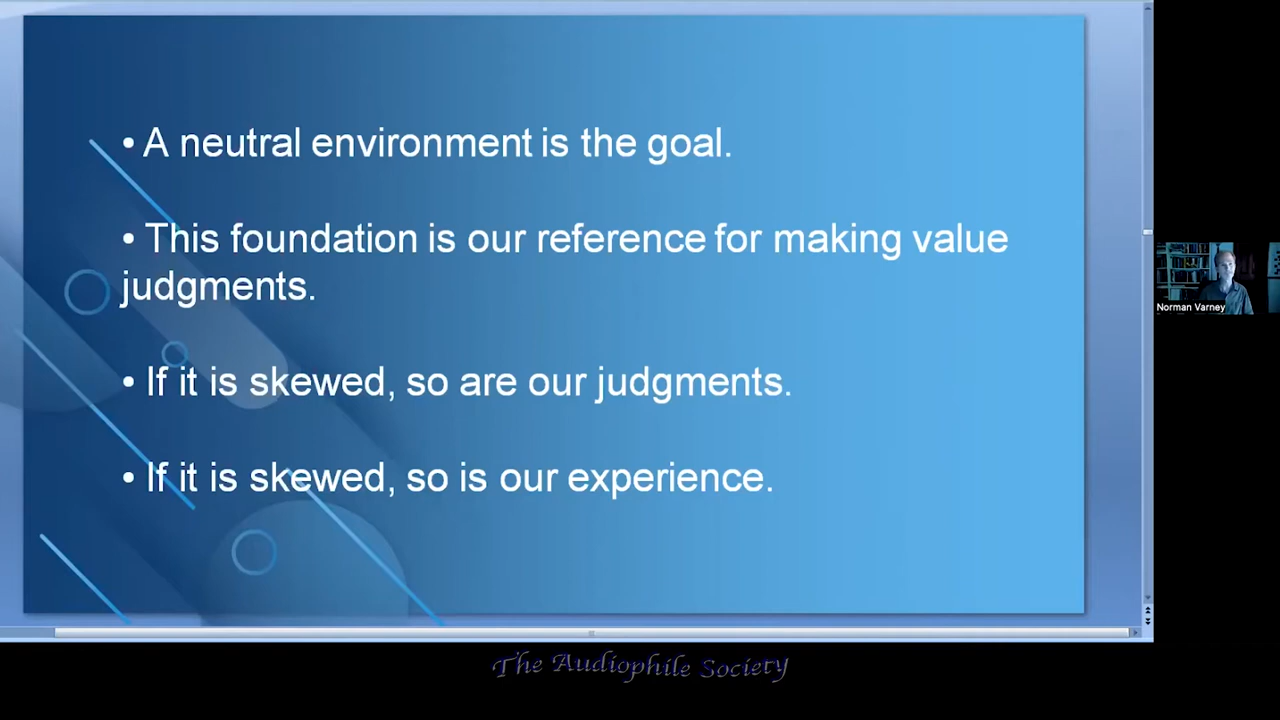 • A neutral environment is the goal.
• This foundation is our reference for making value
judgments.
• If it is skewed, so are our judgments.
• If it is skewed, so is our experience.
Norman Varney
The Audiophile Society